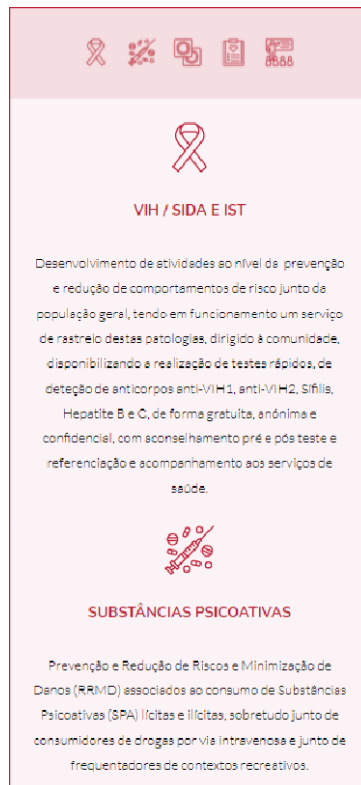 VIH / SIDA E IST
Desenvolvimento de atividades ao nível da prevenção
e redução de comportamentos de risco junto da
população geral, tendo em funcionamento um serviço
de rastreio destas patologias, dirigido à comunidade,
disponibilizando a realização de testes rápidos, de
deteção de anticorpos anti-VIH1, anti-VIH2, Sífilis,
Hepatite B e C, de forma gratuita, anónima e
confidencial, com aconselhamento pré e pós teste e
referenciação e acompanhamento aos serviços de
saúde.
SUBSTÂNCIAS PSICOATIVAS
Prevenção e Redução de Riscos e Minimização de
Danos (RRMD) associados ao consumo de Substâncias
Psicoativas (SPA) lícitas e ilícitas, sobretudo junto de
consumidores de drogas por via intravenosa e junto de
frequentadores de contextos recreativos.